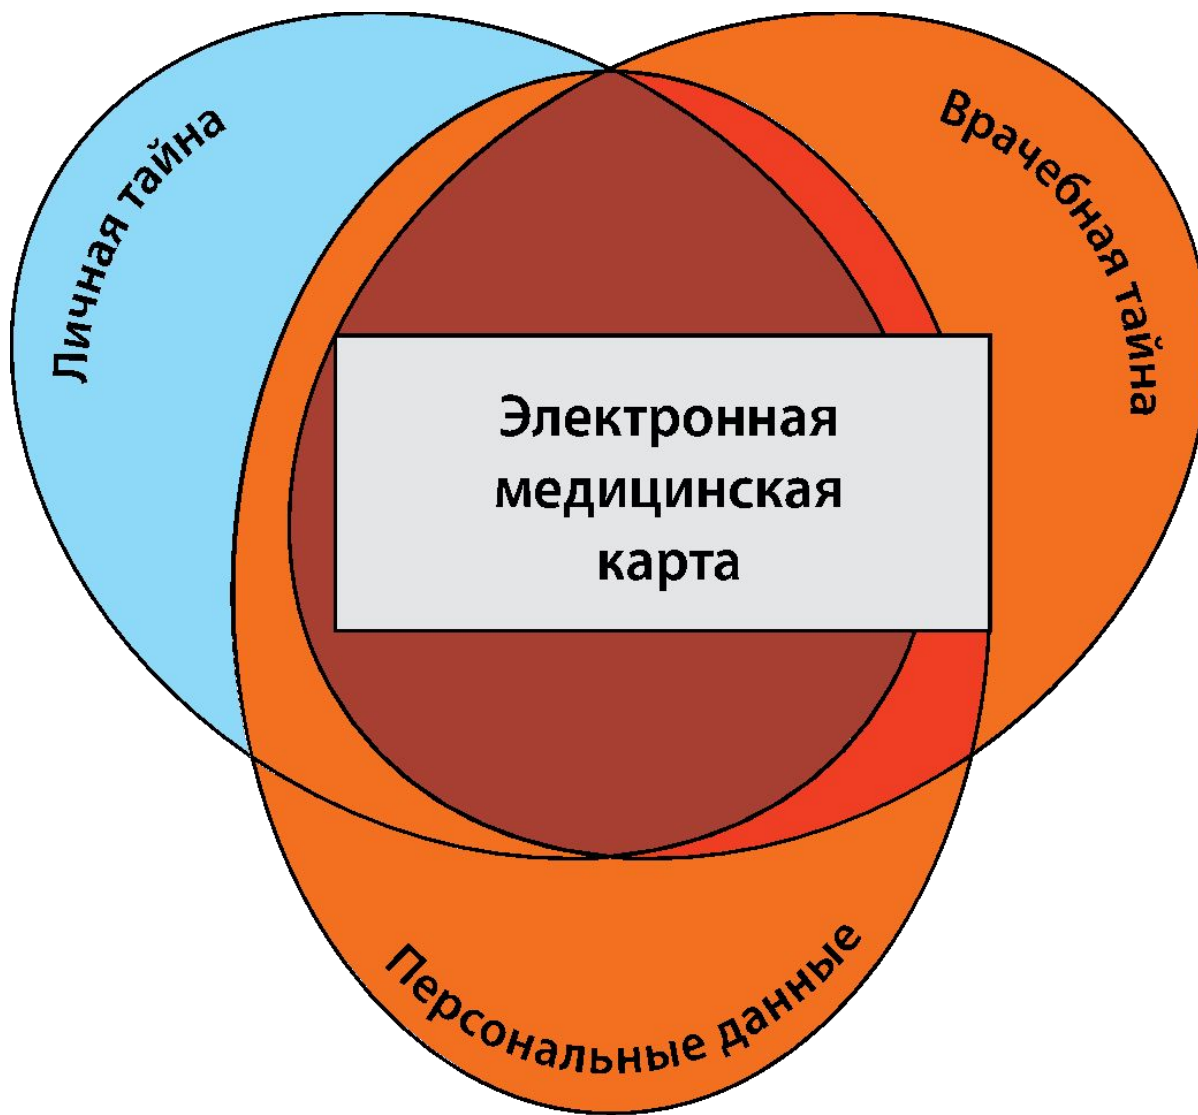 Личная тайна
Врачебная тайна
Электронная
медицинская
карта
Персональные данные